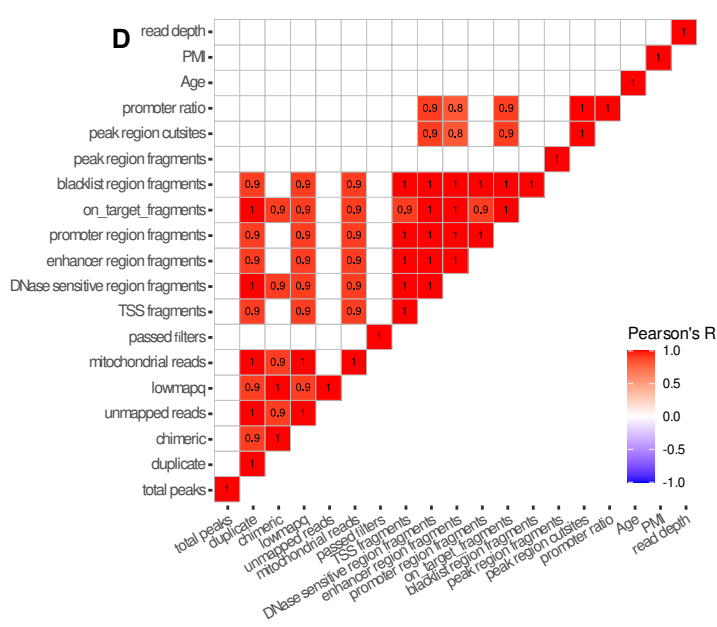 D
read depth 1
PMI 1
Age 1
promoter ratio 0.9 0.8 0.9 1 1
peak region cutsites 0.9 0.8 0.9 1
peak region fragments 1
blacklist region fragments 0.9 0.9 0.9 1 1 1 1 1 1
on_target_fragments 1 0.9 0.9 0.9 0.9 1 1 0.9 1
promoter region fragments 0.9 0.9 0.9 1 1 1 1
enhancer region fragments 0.9 0.9 0.9 1 1 1
DNase sensitive region fragments 1 0.9 0.9 0.9 1 1
TSS fragments 0.9 0.9 0.9 1
passed filters 1
mitochondrial reads 1 0.9 1 1
lowmapq 0.9 1 0.9 1
unmapped reads 1 0.9 1
chimeric 0.9 1
duplicate 1
total peaks 1
total peaks
duplicate
chimeric
lowmapq
unmapped reads
mitochondrial reads
passed filters
TSS fragments
DNase sensitive region fragments
enhancer region fragments
promoter region fragments
on_target_fragments
blacklist region fragments
peak region fragments
peak region cutsites
promoter ratio
Age
PMI
read depth
Pearson's R
1.0
0.5
0.0
-0.5
-1.0